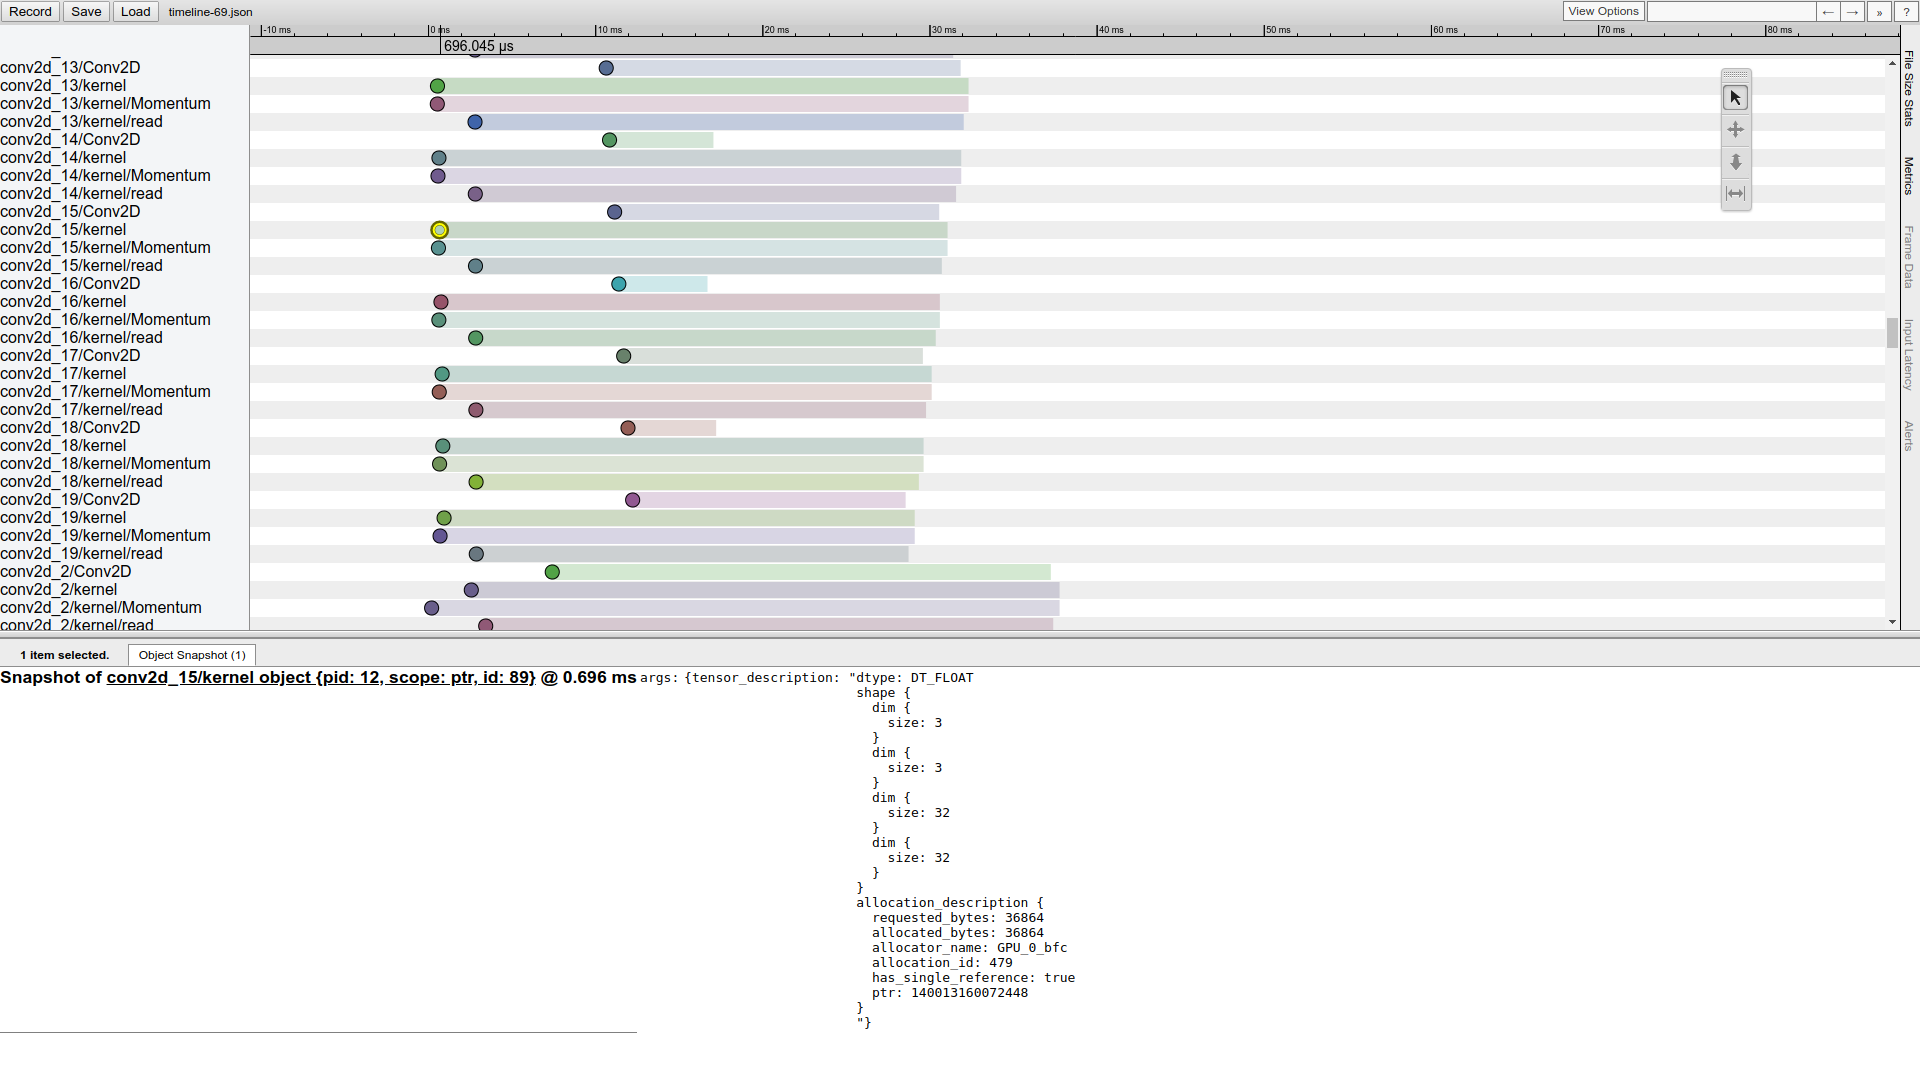 Record Save Load timeline-69.json View Options ← → » ?
-10 ms 0 ms 10 ms 20 ms 30 ms 40 ms 50 ms 60 ms 70 ms 80 ms
696.045 µs
conv2d_13/Conv2D
conv2d_13/kernel
conv2d_13/kernel/Momentum
conv2d_13/kernel/read
conv2d_14/Conv2D
conv2d_14/kernel
conv2d_14/kernel/Momentum
conv2d_14/kernel/read
conv2d_15/Conv2D
conv2d_15/kernel
conv2d_15/kernel/Momentum
conv2d_15/kernel/read
conv2d_16/Conv2D
conv2d_16/kernel
conv2d_16/kernel/Momentum
conv2d_16/kernel/read
conv2d_17/Conv2D
conv2d_17/kernel
conv2d_17/kernel/Momentum
conv2d_17/kernel/read
conv2d_18/Conv2D
conv2d_18/kernel
conv2d_18/kernel/Momentum
conv2d_18/kernel/read
conv2d_19/Conv2D
conv2d_19/kernel
conv2d_19/kernel/Momentum
conv2d_19/kernel/read
conv2d_2/Conv2D
conv2d_2/kernel
conv2d_2/kernel/Momentum
conv2d_2/kernel/read
File Size Stats
Metrics
Frame Data
Input Latency
Alerts
1 item selected. Object Snapshot (1)
Snapshot of conv2d_15/kernel object {pid: 12, scope: ptr, id: 89} @ 0.696 ms args: {tensor_description: "dtype: DT_FLOAT
shape {
dim {
size: 3
}
dim {
size: 3
}
dim {
size: 32
}
dim {
size: 32
}
}
allocation_description {
requested_bytes: 36864
allocated_bytes: 36864
allocator_name: GPU_0_bfc
allocation_id: 479
has_single_reference: true
ptr: 140013160072448
}
"}